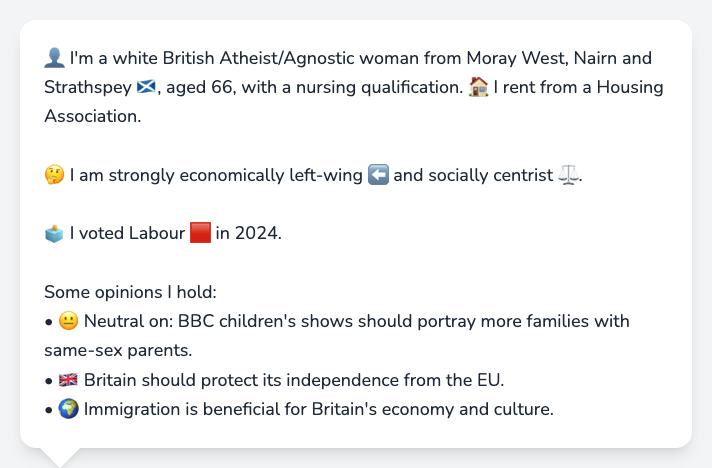 👤 I'm a white British Atheist/Agnostic woman from Moray West, Nairn and
Strathspey 🏴󠁧󠁢󠁳󠁣󠁴󠁿, aged 66, with a nursing qualification. 🏠 I rent from a Housing
Association.
🤔 I am strongly economically left-wing ⬅️ and socially centrist ⚖️.
🗳️ I voted Labour 🟥 in 2024.
Some opinions I hold:
• 😐 Neutral on: BBC children's shows should portray more families with
same-sex parents.
• 🇬🇧 Britain should protect its independence from the EU.
• 🌍 Immigration is beneficial for Britain's economy and culture.